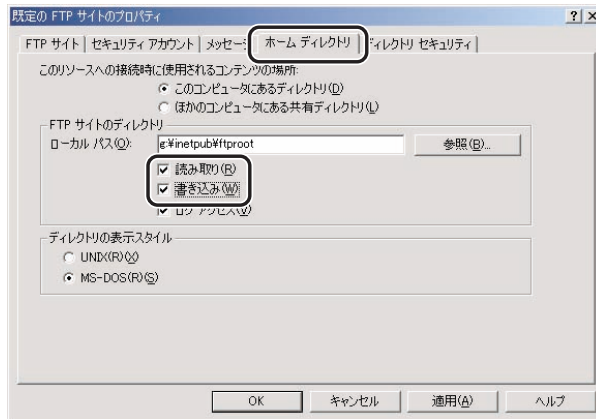 既定の FTP サイトのプロパティ
FTP サイト セキュリティ アカウント メッセー ホーム ディレクトリ ィレクトリ セキュリティ
このリソースへの接続時に使用されるコンテンツの場所:
このコンピュータにあるディレクトリ(D)
ほかのコンピュータにある共有ディレクトリ(L)
FTP サイトのディレクトリ
ローカル パス(O): g:¥inetpub¥ftproot 参照(B)...
読み取り(R)
書き込み(W)
ログ アクセス(V)
ディレクトリの表示スタイル
UNIX(R)(X)
MS-DOS(R)(S)
OK キャンセル 適用(A) ヘルプ